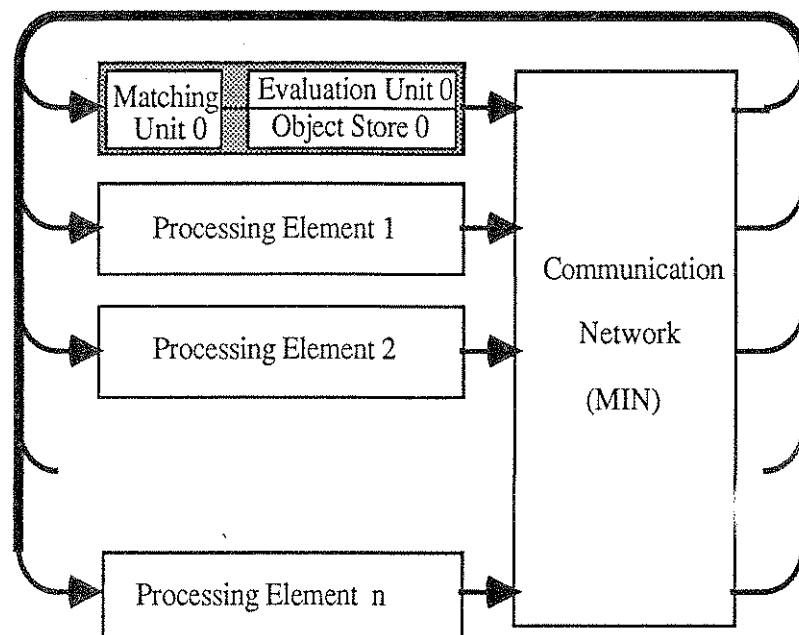 Matching
Unit 0
Evaluation Unit 0
Object Store 0
Processing Element 1
Processing Element 2
Processing Element n
Communication
Network
(MIN)